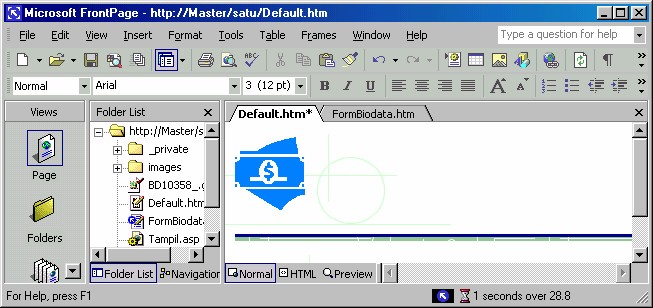 Microsoft FrontPage - http://Master/satu/Default.htm
File Edit View Insert Format Tools Table Frames Window Help Type a question for help
Normal Arial 3 (12 pt) B I U A A
Views Folder List Default.htm* FormBiodata.htm
http://Master/s
_private
images
Page
BD10358_.g
Default.htm
FormBiodata
Folders
Tampil.asp
$
Folder List Navigation Normal HTML Preview
For Help, press F1 1 seconds over 28.8